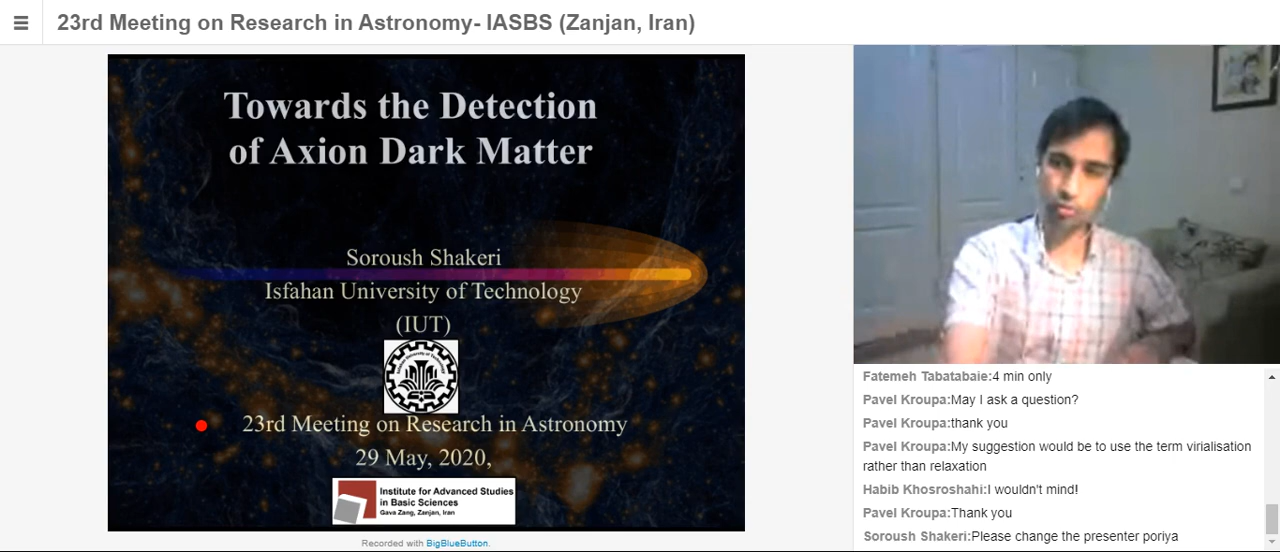 23rd Meeting on Research in Astronomy- IASBS (Zanjan, Iran)
Towards the Detection
of Axion Dark Matter
Soroush Shakeri
Isfahan University of Technology
(IUT)
23rd Meeting on Research in Astronomy
29 May, 2020,
Institute for Advanced Studies
in Basic Sciences
Gava Zang, Zanjan, Iran
Recorded with BigBlueButton.
Fatemeh Tabatabaie:4 min only
Pavel Kroupa:May I ask a question?
Pavel Kroupa:thank you
Pavel Kroupa:My suggestion would be to use the term virialisation
rather than relaxation
Habib Khosroshahi:I wouldn't mind!
Pavel Kroupa:Thank you
Soroush Shakeri:Please change the presenter poriya